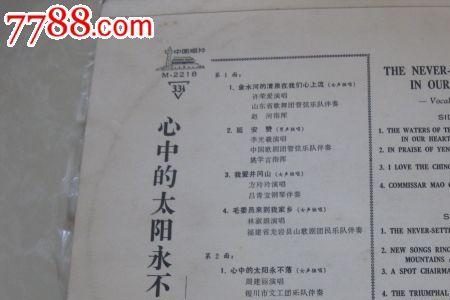 7788.com
中国唱片
M-2218
33⅓
心中的太阳永不
第1面:
1. 金水河的清泉在我们心上流 (女声独唱)
许荣爱演唱
山东省歌舞团管弦乐队伴奏
赵 河指挥
2. 延 安 赞 (男声独唱)
李光羲演唱
中国歌剧团管弦乐队伴奏
姚学言指挥
3. 我爱井冈山 (女声独唱)
方初玲演唱
吕青宜钢琴伴奏
4. 毛委员来到我家乡 (女声独唱)
林淑娟演唱
福建省龙岩县山歌剧团民乐队伴奏
第2面:
1. 心中的太阳永不落 (女声独唱)
周建丽演唱
银川市文工团乐队伴奏
THE NEVER-
IN OUR
— Vocal
SI
1. THE WATERS OF T
IN OUR HEART
2. IN PRAISE OF YEN
3. I LOVE THE CHING
4. COMMISSAR MAO C
SI
1. THE NEVER-SETTE
2. NEW SONGS RING
MOUNTAINS A
3. A SPOT CHAIRMA
4. THE TRIUMPHAL